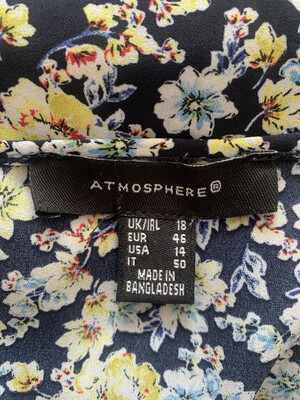 ATMOSPHERE®
UK/IRL 18
EUR 46
USA 14
IT 50
MADE IN
BANGLADESH